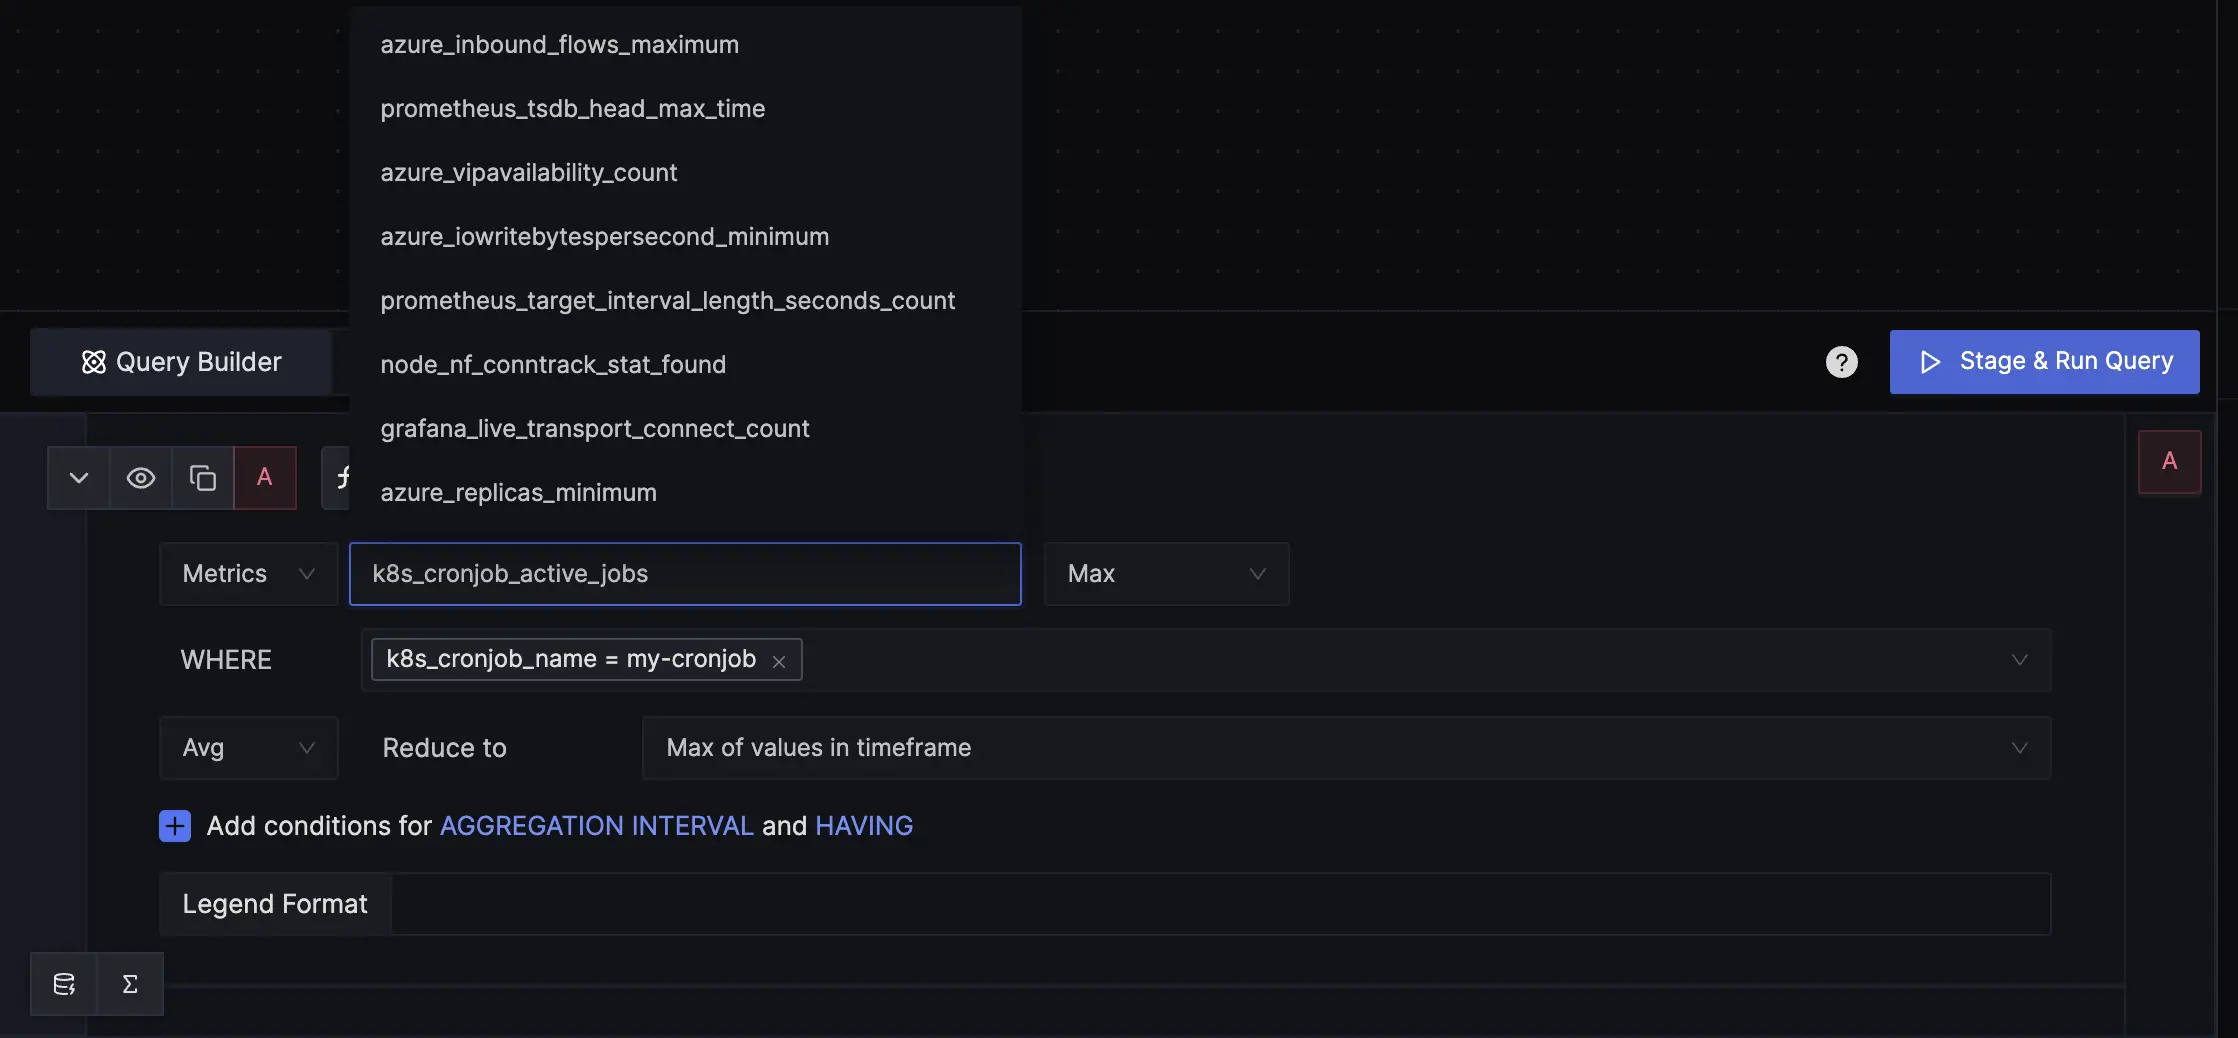 azure_inbound_flows_maximum
prometheus_tsdb_head_max_time
azure_vipavailability_count
azure_iowritebytespersecond_minimum
prometheus_target_interval_length_seconds_count
node_nf_conntrack_stat_found
grafana_live_transport_connect_count
azure_replicas_minimum
Query Builder
? Stage & Run Query
A f A
Metrics k8s_cronjob_active_jobs Max
WHERE k8s_cronjob_name = my-cronjob
Avg Reduce to Max of values in timeframe
Add conditions for AGGREGATION INTERVAL and HAVING
Legend Format
Σ